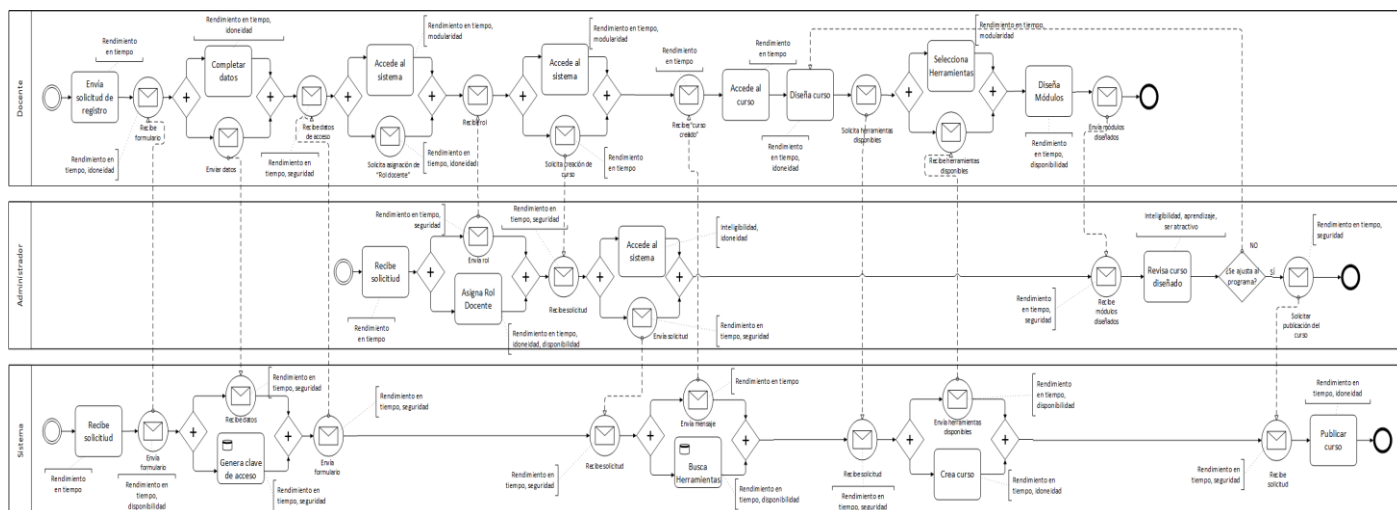 Docente
Rendimiento
en tiempo
Envía
solicitud de
registro
Rendimiento en
tiempo, idoneidad
Recibe
formulario
Rendimiento en
tiempo, idoneidad
Completar
datos
Enviar datos
Rendimiento en
tiempo, seguridad
Recibe datos
de acceso
Rendimiento en
tiempo, modularidad
Accede al
sistema
Solicita asignación de
"Rol docente"
Rendimiento en
tiempo, idoneidad
Recibe rol
Rendimiento en
tiempo, modularidad
Accede al
sistema
Solicita creación de
curso
Rendimiento
en tiempo
Rendimiento
en tiempo
Recibe "curso
creado"
Accede al
curso
Rendimiento
en tiempo
Diseña curso
Rendimiento en
tiempo, idoneidad
Solicita herramientas
disponibles
Rendimiento en tiempo,
modularidad
Selecciona
Herramientas
Recibe herramientas
disponibles
Diseña
Módulos
Rendimiento en
tiempo, disponibilidad
Envía módulos
diseñados
Administrador
Recibe
solicitiud
Rendimiento
en tiempo
Rendimiento en tiempo,
seguridad
Envía rol
Asigna Rol
Docente
Rendimiento en tiempo,
idoneidad, disponibilidad
Rendimiento en
tiempo, seguridad
Recibe solicitud
Accede al
sistema
Inteligibilidad,
idoneidad
Envía solicitud
Rendimiento en
tiempo, seguridad
Rendimiento en
tiempo, seguridad
Recibe
módulos
diseñados
Inteligibilidad, aprendizaje,
ser atractivo
Revisa curso
diseñado
¿Se ajusta al
programa?
NO
SÍ
Rendimiento en tiempo,
seguridad
Solicitar
publicación del
curso
Sistema
Recibe
solicitiud
Rendimiento
en tiempo
Envía
formulario
Rendimiento
en tiempo,
disponibilidad
Rendimiento en
tiempo, seguridad
Recibe datos
Genera clave
de acceso
Rendimiento en
tiempo, seguridad
Envía
formulario
Rendimiento en
tiempo, seguridad
Rendimiento en
tiempo, seguridad
Recibe solicitud
Rendimiento en tiempo
Envía mensaje
Busca
Herramientas
Rendimiento en
tiempo, disponibilidad
Recibe solicitud
Rendimiento en
tiempo, seguridad
Rendimiento
en tiempo,
disponibilidad
Envía herramientas
disponibles
Crea curso
Rendimiento en
tiempo, idoneidad
Rendimiento en
tiempo, seguridad
Recibe
solicitud
Rendimiento en
tiempo, idoneidad
Publicar
curso